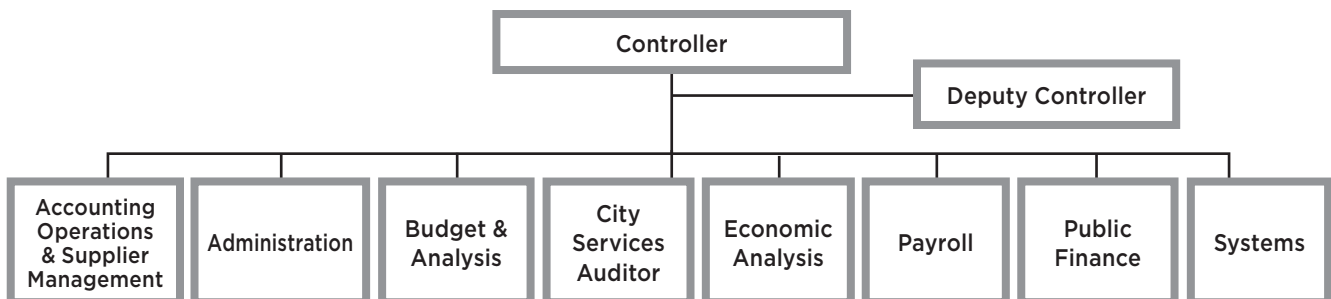 Controller
Deputy Controller
Accounting
Operations
& Supplier
Management
Administration
Budget &
Analysis
City
Services
Auditor
Economic
Analysis
Payroll
Public
Finance
Systems